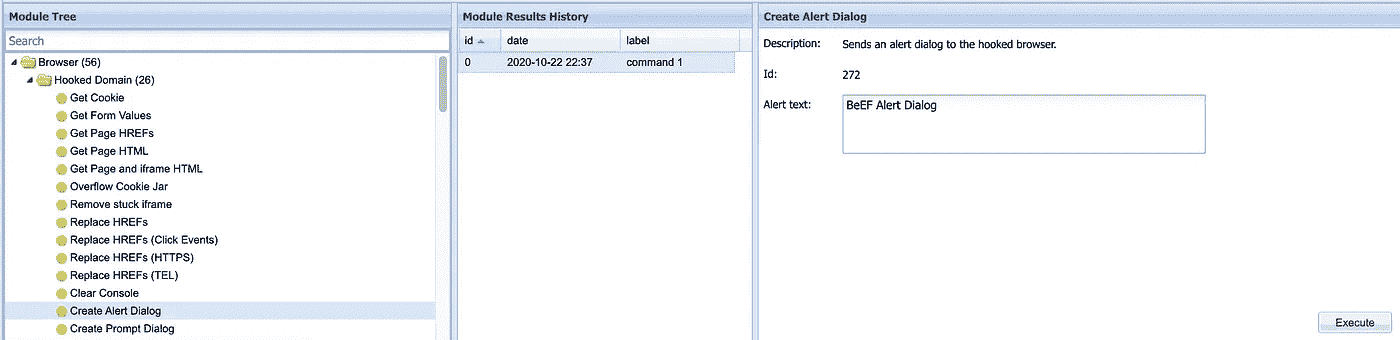 Module Tree
Search
Browser (56)
Hooked Domain (26)
Get Cookie
Get Form Values
Get Page HREFs
Get Page HTML
Get Page and iframe HTML
Overflow Cookie Jar
Remove stuck iframe
Replace HREFs
Replace HREFs (Click Events)
Replace HREFs (HTTPS)
Replace HREFs (TEL)
Clear Console
Create Alert Dialog
Create Prompt Dialog
Module Results History
id date label
0 2020-10-22 22:37 command 1
Create Alert Dialog
Description: Sends an alert dialog to the hooked browser.
Id: 272
Alert text: BeEF Alert Dialog
Execute